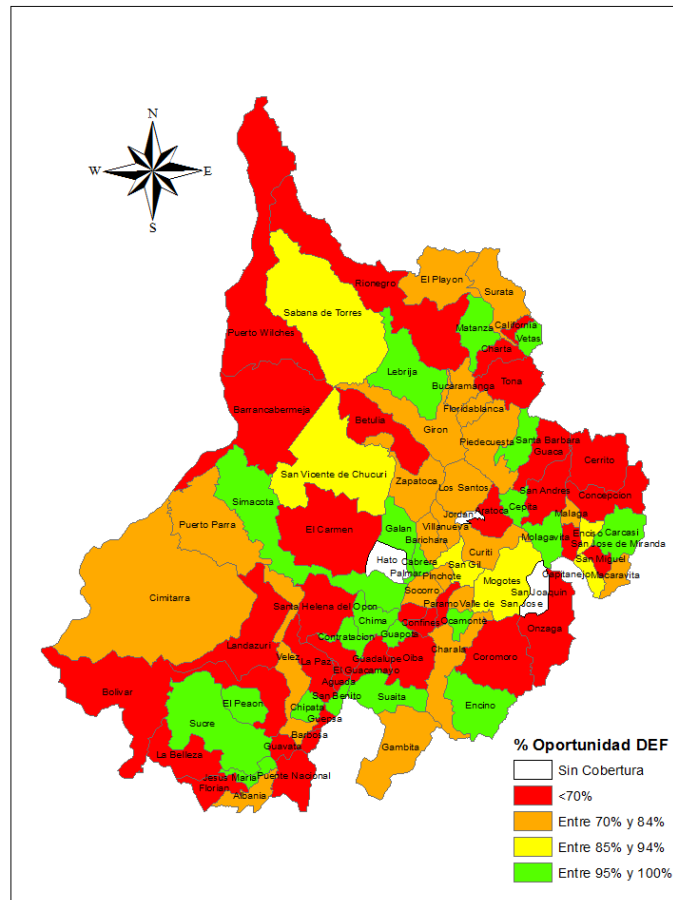 N
W
E
S
Rionegro
El Playon
Surata
Sabana de Torres
California
Puerto Wilches
Matanza
Vetas
Charta
Lebrija
Tona
Bucaramanga
Barrancabermeja
Floridablanca
Betulia
Giron
Piedecuesta
Santa Barbara
Guaca
Cerrito
San Vicente de Chucuri
Zapatoca
Los Santos
San Andres
Concepcion
Simacota
Cepita
Jordan
Aratoca
Malaga
Puerto Parra
El Carmen
Galan
Villanueva
Molagavita
Enciso
Carcasi
Barichara
Curiti
San Jose de Miranda
Hato
Cabrera
San Gil
San Miguel
Palmar
Pinchote
Mogotes
Capitanejo
Macaravita
Cimitarra
Socorro
San Joaquin
Santa Helena del Opon
Paramo
Valle de San Jose
Chima
Confines
Ocamonte
Onzaga
Contratacion
Guapota
Landazuri
Charala
Velez
La Paz
Guadalupe
Oiba
Coromoro
El Guacamayo
Bolivar
Aguada
San Benito
Suaita
Encino
El Peaon
Chipata
Sucre
Guepsa
Barbosa
Guavata
Gambita
La Belleza
Jesus Maria
Puente Nacional
Florian
Albania
% Oportunidad DEF
Sin Cobertura
<70%
Entre 70% y 84%
Entre 85% y 94%
Entre 95% y 100%